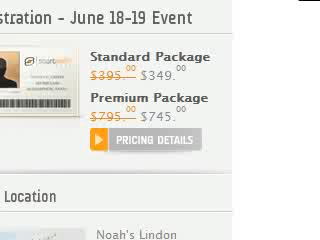 stration - June 18-19 Event
Standard Package
$395.00 $349.00
Premium Package
$795.00 $745.00
PRICING DETAILS
Location
Noah's Lindon